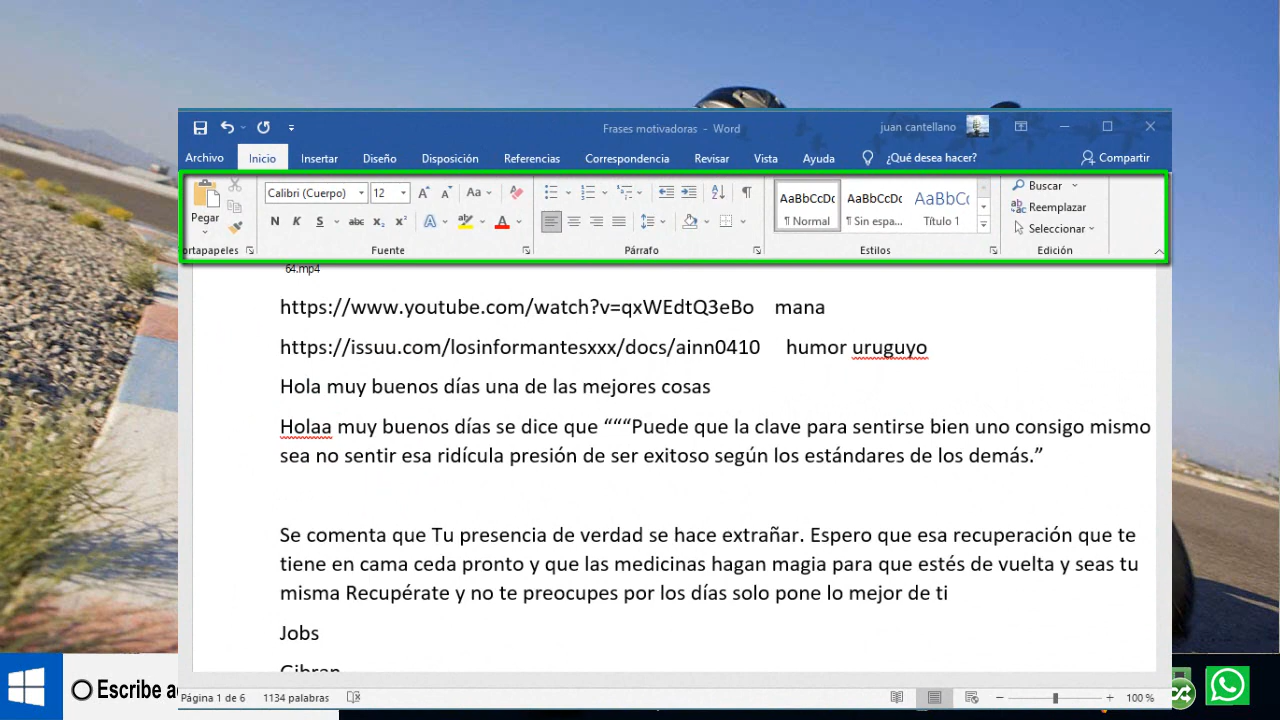 Frases motivadoras - Word
juan cantellano
Archivo Inicio Insertar Diseño Disposición Referencias Correspondencia Revisar Vista Ayuda ¿Qué desea hacer? Compartir
Calibri (Cuerpo) 12 Aa
Pegar
N K S abc x₂ x² A aby A
AaBbCcDc AaBbCcDc AaBbC
¶ Normal ¶ Sin espa... Título 1
Buscar
Reemplazar
Seleccionar
rtapapeles Fuente Párrafo Estilos Edición
64.mp4
https://www.youtube.com/watch?v=qxWEdtQ3eBo mana
https://issuu.com/losinformantesxxx/docs/ainn0410 humor uruguyo
Hola muy buenos días una de las mejores cosas
Holaa muy buenos días se dice que “““Puede que la clave para sentirse bien uno consigo mismo
sea no sentir esa ridícula presión de ser exitoso según los estándares de los demás.”
Se comenta que Tu presencia de verdad se hace extrañar. Espero que esa recuperación que te
tiene en cama ceda pronto y que las medicinas hagan magia para que estés de vuelta y seas tu
misma Recupérate y no te preocupes por los días solo pone lo mejor de ti
Jobs
Gibran
Escribe a
Página 1 de 6 1134 palabras 100 %